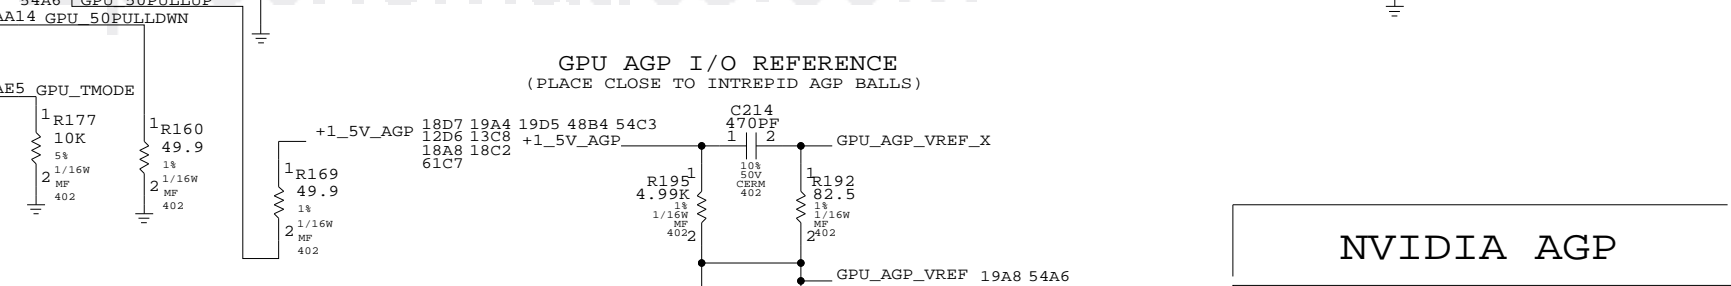 54A6 GPU_50PULLUP
AA14 GPU_50PULLDWN
AE5 GPU_TMODE
1 R177
10K
5%
1/16W
2 MF
402
1 R160
49.9
1%
1/16W
2 MF
402
+1_5V_AGP
1 R169
49.9
1%
1/16W
2 MF
402
GPU AGP I/O REFERENCE
(PLACE CLOSE TO INTREPID AGP BALLS)
18D7 19A4 19D5 48B4 54C3
12D6 13C8
18A8 18C2
61C7
+1_5V_AGP
C214
470PF
1 2
10%
50V
CERM
402
GPU_AGP_VREF_X
R195 1
4.99K
1%
1/16W
MF
402 2
1 R192
82.5
1%
1/16W
MF
2 402
GPU_AGP_VREF 19A8 54A6
NVIDIA AGP